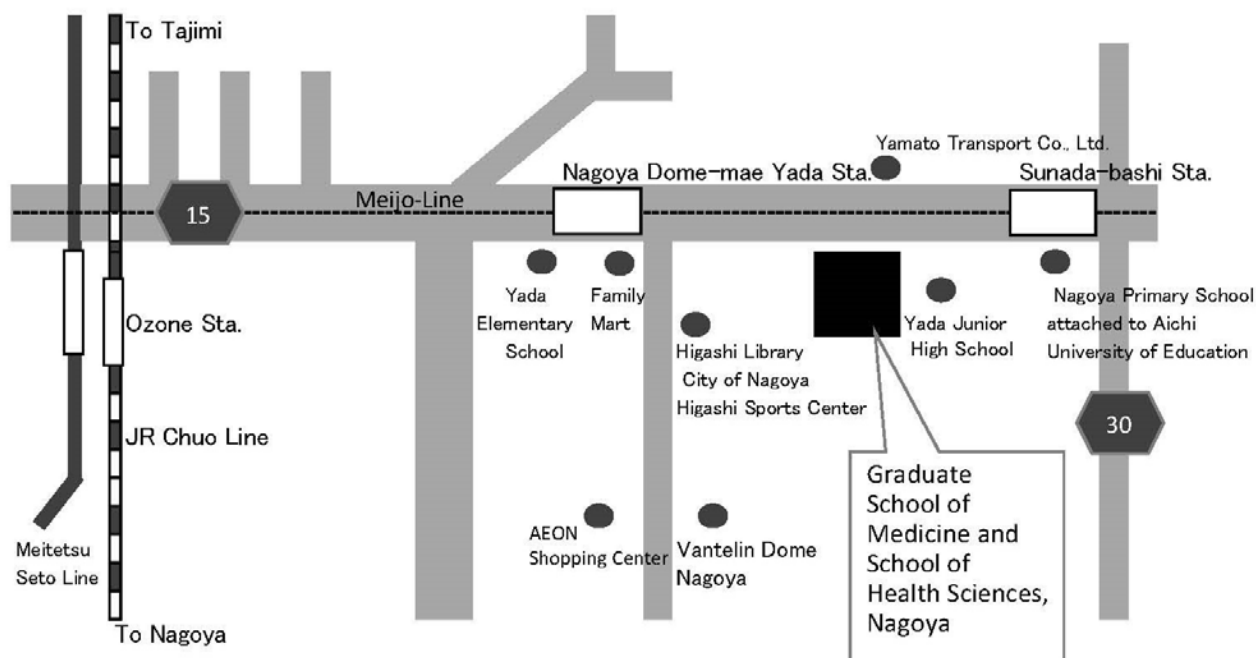 To Tajimi
Yamato Transport Co., Ltd.
Nagoya Dome-mae Yada Sta.
Sunada-bashi Sta.
Meijo-Line
15
Yada
Elementary
School
Family
Mart
Ozone Sta.
Higashi Library
City of Nagoya
Higashi Sports Center
Yada Junior
High School
Nagoya Primary School
attached to Aichi
University of Education
JR Chuo Line
30
Graduate
School of
Medicine and
School of
Health Sciences,
Nagoya
Meitetsu
Seto Line
AEON
Shopping Center
Vantelin Dome
Nagoya
To Nagoya